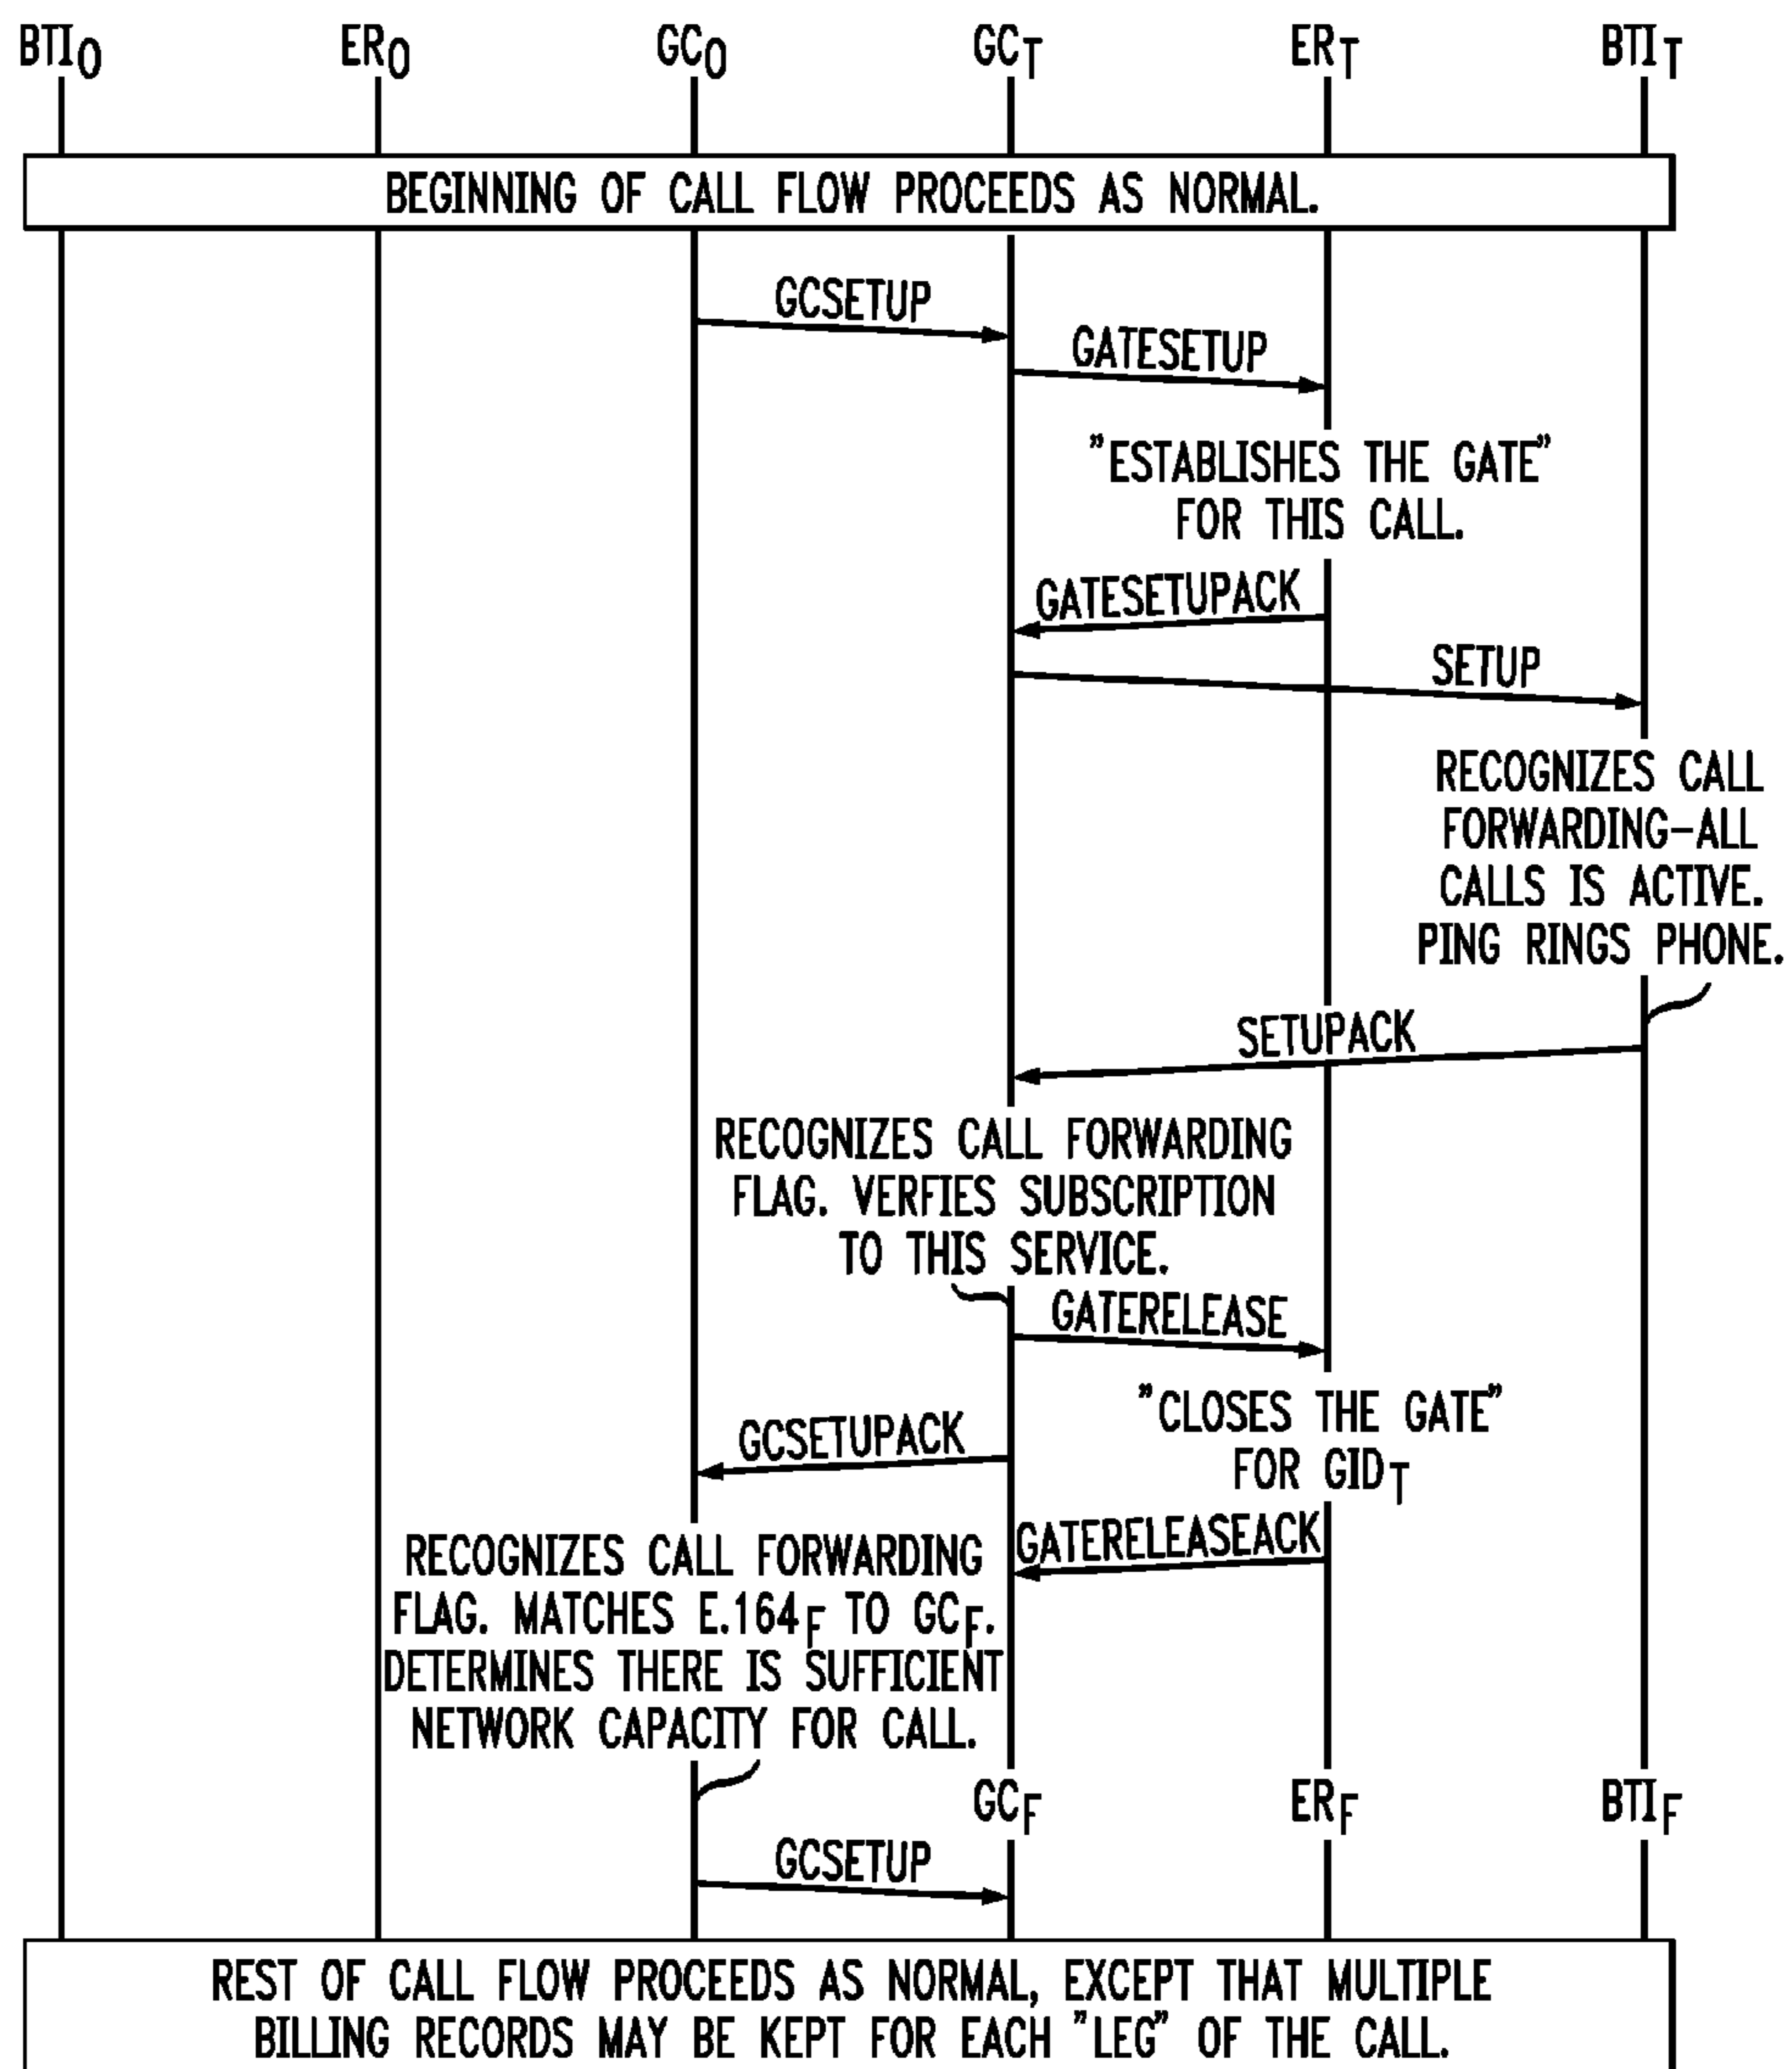 BTIO ERO GCO GCT ERT BTIT
BEGINNING OF CALL FLOW PROCEEDS AS NORMAL.
GCSETUP
GATESETUP
"ESTABLISHES THE GATE"
FOR THIS CALL.
GATESETUPACK
SETUP
RECOGNIZES CALL
FORWARDING-ALL
CALLS IS ACTIVE.
PING RINGS PHONE.
SETUPACK
RECOGNIZES CALL FORWARDING
FLAG. VERFIES SUBSCRIPTION
TO THIS SERVICE.
GATERELEASE
"CLOSES THE GATE"
FOR GIDT
GCSETUPACK
GATERELEASEACK
RECOGNIZES CALL FORWARDING
FLAG. MATCHES E.164F TO GCF.
DETERMINES THERE IS SUFFICIENT
NETWORK CAPACITY FOR CALL.
GCF ERF BTIF
GCSETUP
REST OF CALL FLOW PROCEEDS AS NORMAL, EXCEPT THAT MULTIPLE
BILLING RECORDS MAY BE KEPT FOR EACH "LEG" OF THE CALL.